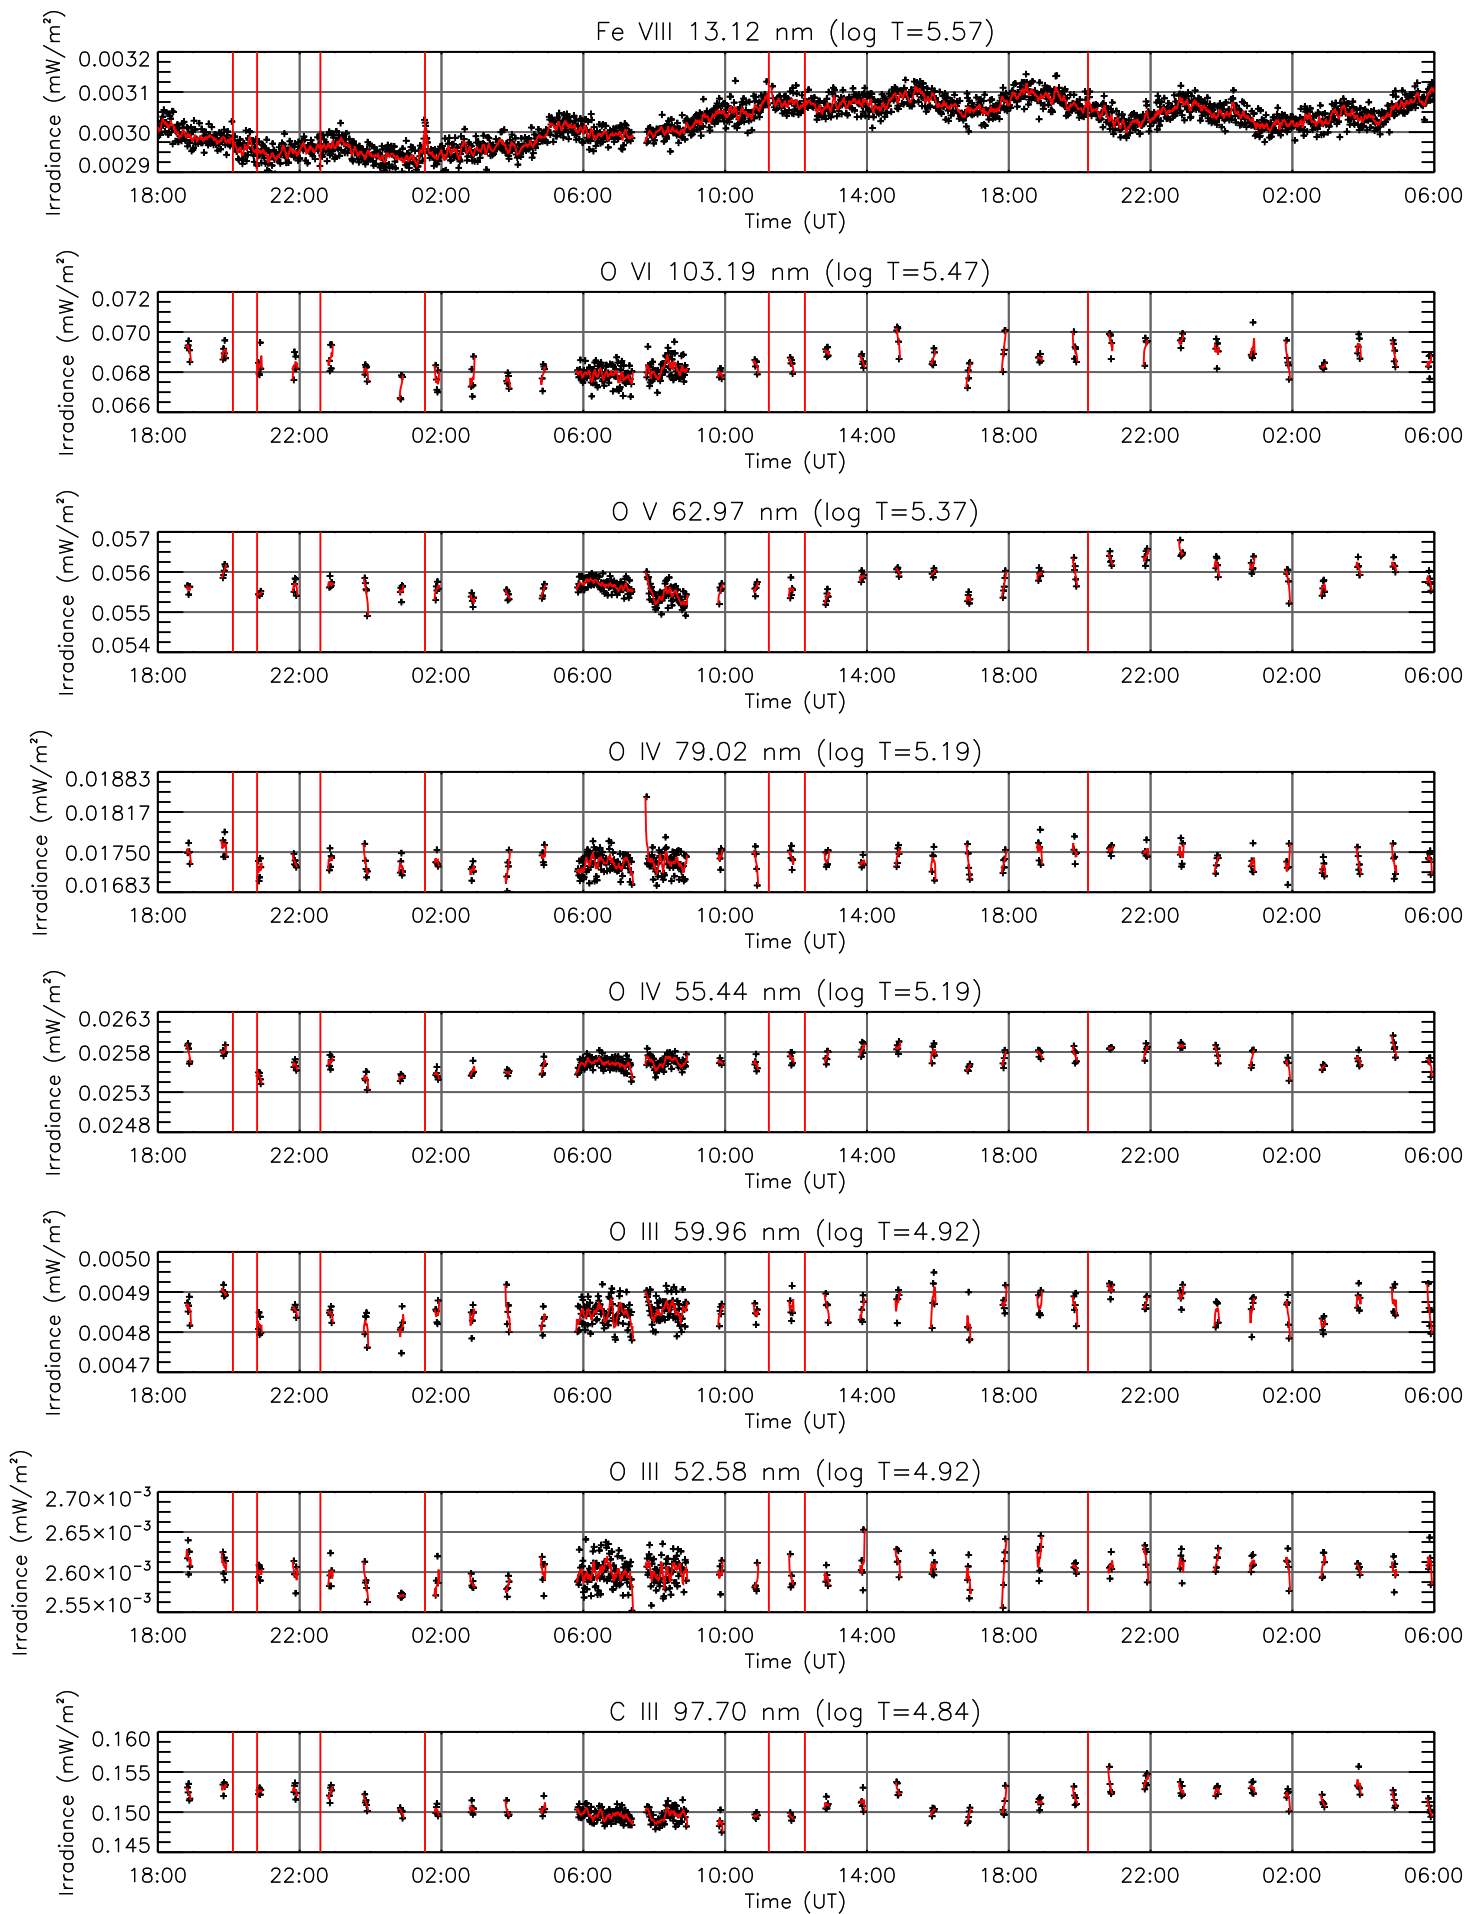 Fe VIII 13.12 nm (log T=5.57)
Irradiance (mW/m²)
0.0032
0.0031
0.0030
0.0029
18:00 22:00 02:00 06:00 10:00 14:00 18:00 22:00 02:00 06:00
Time (UT)
O VI 103.19 nm (log T=5.47)
Irradiance (mW/m²)
0.072
0.070
0.068
0.066
18:00 22:00 02:00 06:00 10:00 14:00 18:00 22:00 02:00 06:00
Time (UT)
O V 62.97 nm (log T=5.37)
Irradiance (mW/m²)
0.057
0.056
0.055
0.054
18:00 22:00 02:00 06:00 10:00 14:00 18:00 22:00 02:00 06:00
Time (UT)
O IV 79.02 nm (log T=5.19)
Irradiance (mW/m²)
0.01883
0.01817
0.01750
0.01683
18:00 22:00 02:00 06:00 10:00 14:00 18:00 22:00 02:00 06:00
Time (UT)
O IV 55.44 nm (log T=5.19)
Irradiance (mW/m²)
0.0263
0.0258
0.0253
0.0248
18:00 22:00 02:00 06:00 10:00 14:00 18:00 22:00 02:00 06:00
Time (UT)
O III 59.96 nm (log T=4.92)
Irradiance (mW/m²)
0.0050
0.0049
0.0048
0.0047
18:00 22:00 02:00 06:00 10:00 14:00 18:00 22:00 02:00 06:00
Time (UT)
O III 52.58 nm (log T=4.92)
Irradiance (mW/m²)
2.70×10⁻³
2.65×10⁻³
2.60×10⁻³
2.55×10⁻³
18:00 22:00 02:00 06:00 10:00 14:00 18:00 22:00 02:00 06:00
Time (UT)
C III 97.70 nm (log T=4.84)
Irradiance (mW/m²)
0.160
0.155
0.150
0.145
18:00 22:00 02:00 06:00 10:00 14:00 18:00 22:00 02:00 06:00
Time (UT)